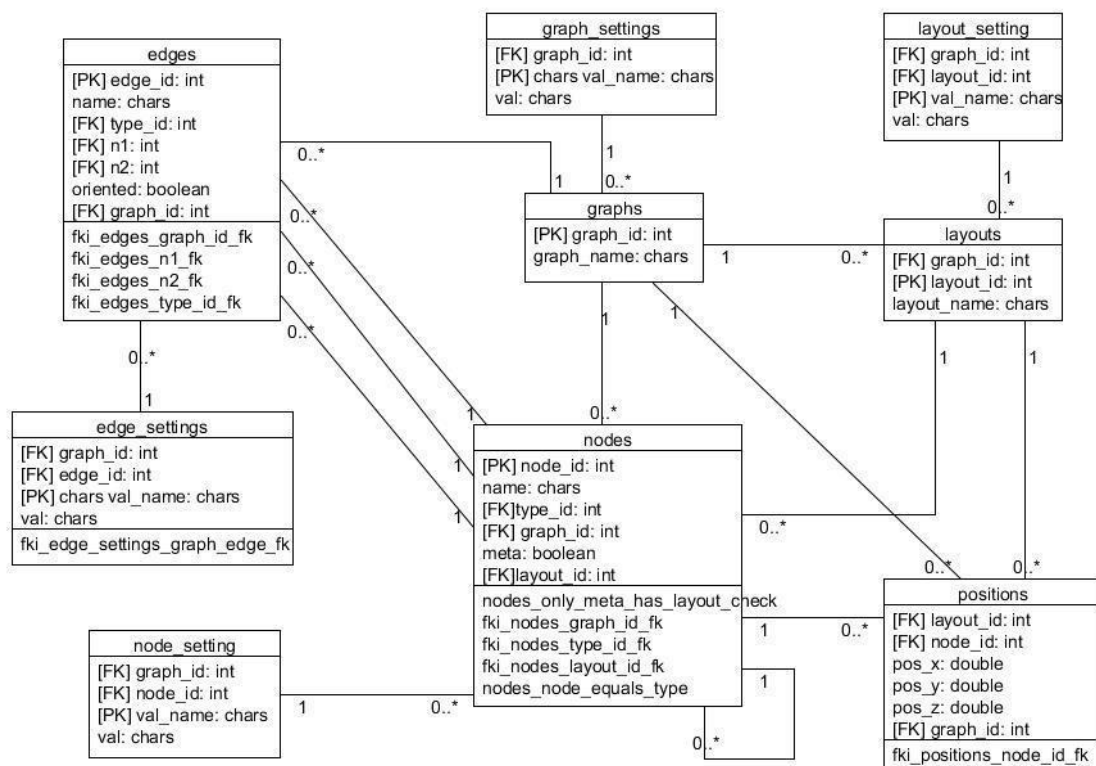 edges
[PK] edge_id: int
name: chars
[FK] type_id: int
[FK] n1: int
[FK] n2: int
oriented: boolean
[FK] graph_id: int
fki_edges_graph_id_fk
fki_edges_n1_fk
fki_edges_n2_fk
fki_edges_type_id_fk
graph_settings
[FK] graph_id: int
[PK] chars val_name: chars
val: chars
layout_setting
[FK] graph_id: int
[FK] layout_id: int
[PK] val_name: chars
val: chars
0..*
1
1
0..*
1
0..*
graphs
[PK] graph_id: int
graph_name: chars
1
0..*
layouts
[FK] graph_id: int
[PK] layout_id: int
layout_name: chars
0..*
0..*
0..*
1
1
1
1
0..*
1
edge_settings
[FK] graph_id: int
[FK] edge_id: int
[PK] chars val_name: chars
val: chars
fki_edge_settings_graph_edge_fk
1
1
1
0..*
nodes
[PK] node_id: int
name: chars
[FK]type_id: int
[FK] graph_id: int
meta: boolean
[FK]layout_id: int
nodes_only_meta_has_layout_check
fki_nodes_graph_id_fk
fki_nodes_type_id_fk
fki_nodes_layout_id_fk
nodes_node_equals_type
0..*
0..*
0..*
1
0..*
1
0..*
positions
[FK] layout_id: int
[FK] node_id: int
pos_x: double
pos_y: double
pos_z: double
[FK] graph_id: int
fki_positions_node_id_fk
node_setting
[FK] graph_id: int
[FK] node_id: int
[PK] val_name: chars
val: chars
1
0..*